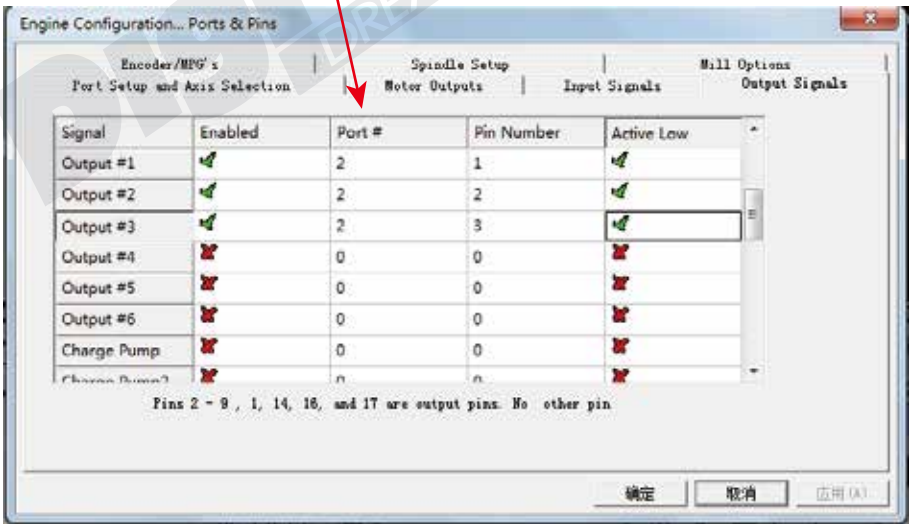 Engine Configuration... Ports & Pins
Encoder/MPG's Spindle Setup Mill Options
Port Setup and Axis Selection Motor Outputs Input Signals Output Signals
Signal Enabled Port # Pin Number Active Low
Output #1 2 1
Output #2 2 2
Output #3 2 3
Output #4 0 0
Output #5 0 0
Output #6 0 0
Charge Pump 0 0
Charge Pump2 0 0
Pins 2 - 9 , 1, 14, 16, and 17 are output pins. No other pin
确定 取消 应用(A)